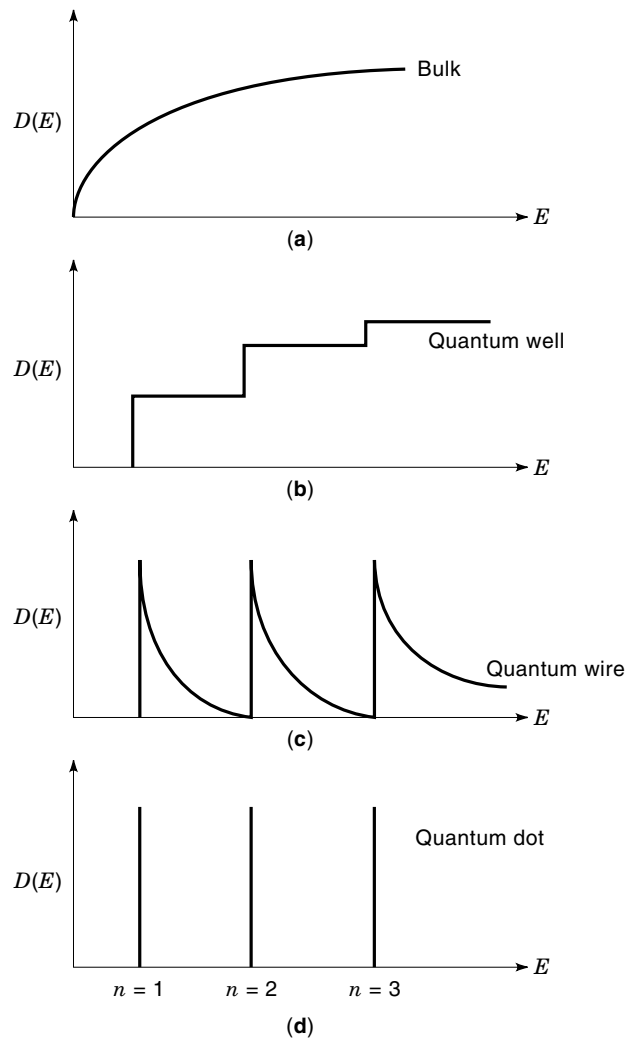 Bulk
D(E)
E
(a)
Quantum well
D(E)
E
(b)
D(E)
Quantum wire
E
(c)
Quantum dot
D(E)
E
n = 1 n = 2 n = 3
(d)